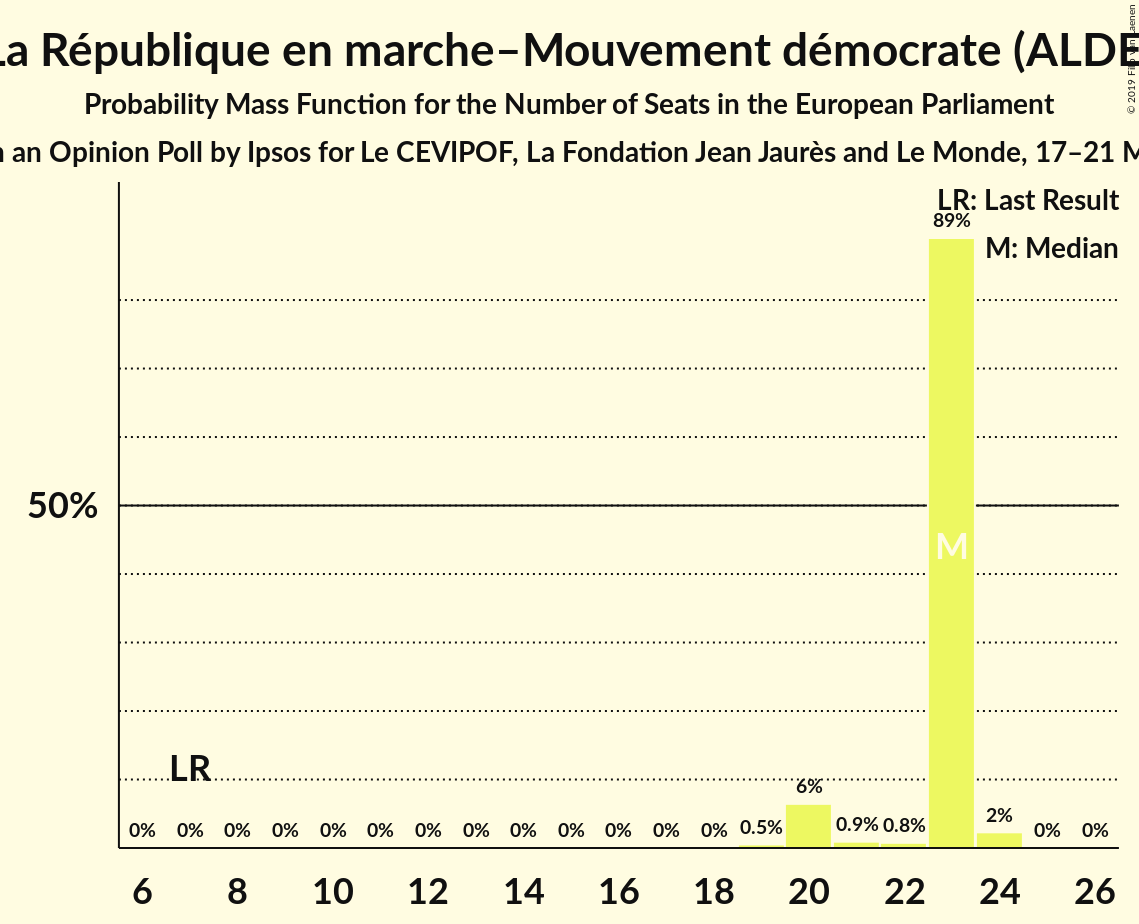 La République en marche–Mouvement démocrate (ALDE
Probability Mass Function for the Number of Seats in the European Parliament
an Opinion Poll by Ipsos for Le CEVIPOF, La Fondation Jean Jaurès and Le Monde, 17–21
© 2019
LR: Last Result
89%
M: Median
50%
M
LR
6%
0% 0% 0% 0% 0% 0% 0% 0% 0% 0% 0% 0% 0% 0.5% 0.9% 0.8% 2% 0% 0%
6 8 10 12 14 16 18 20 22 24 26